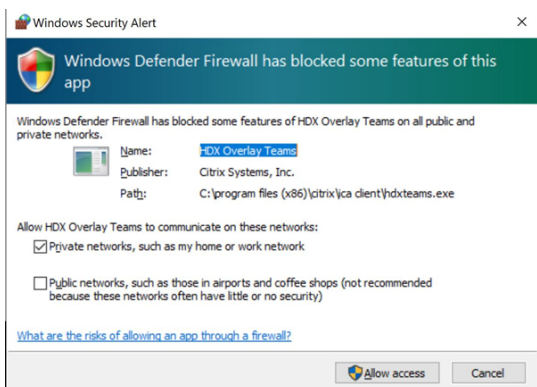 Windows Security Alert
Windows Defender Firewall has blocked some features of this
app
Windows Defender Firewall has blocked some features of HDX Overlay Teams on all public and
private networks.
Name: HDX Overlay Teams
Publisher: Citrix Systems, Inc.
Path: C:\program files (x86)\citrix\ica client\hdxteams.exe
Allow HDX Overlay Teams to communicate on these networks:
Private networks, such as my home or work network
Public networks, such as those in airports and coffee shops (not recommended
because these networks often have little or no security)
What are the risks of allowing an app through a firewall?
Allow access Cancel